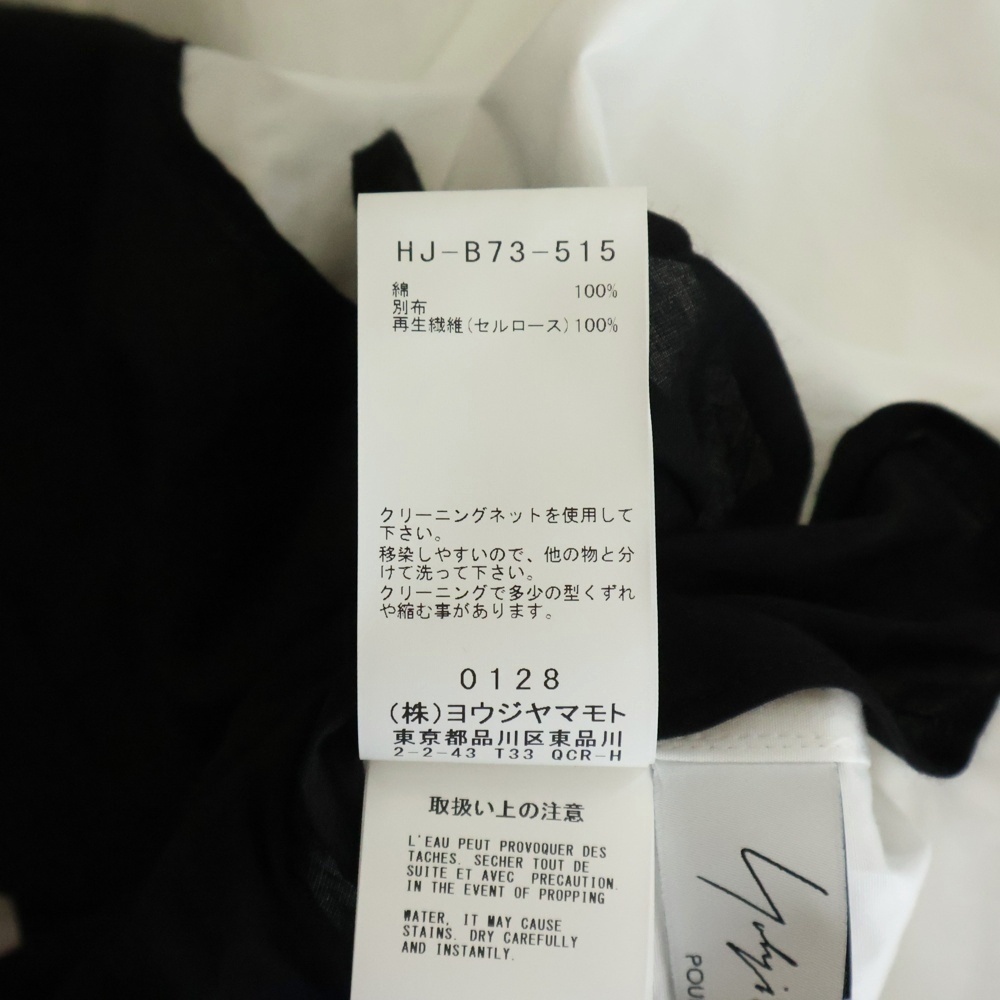 HJ-B73-515
綿 100%
別布
再生繊維(セルロース)100%
クリーニングネットを使用して
下さい。
移染しやすいので、他の物と分
けて洗って下さい。
クリーニングで多少の型くずれ
や縮む事があります。
0128
(株)ヨウジヤマモト
東京都品川区東品川
2-2-43 T33 QCR-H
取扱い上の注意
L'EAU PEUT PROVOQUER DES
TACHES. SECHER TOUT DE
SUITE ET AVEC PRECAUTION.
IN THE EVENT OF PROPPING
WATER, IT MAY CAUSE
STAINS. DRY CAREFULLY
AND INSTANTLY.
Yohji
POU